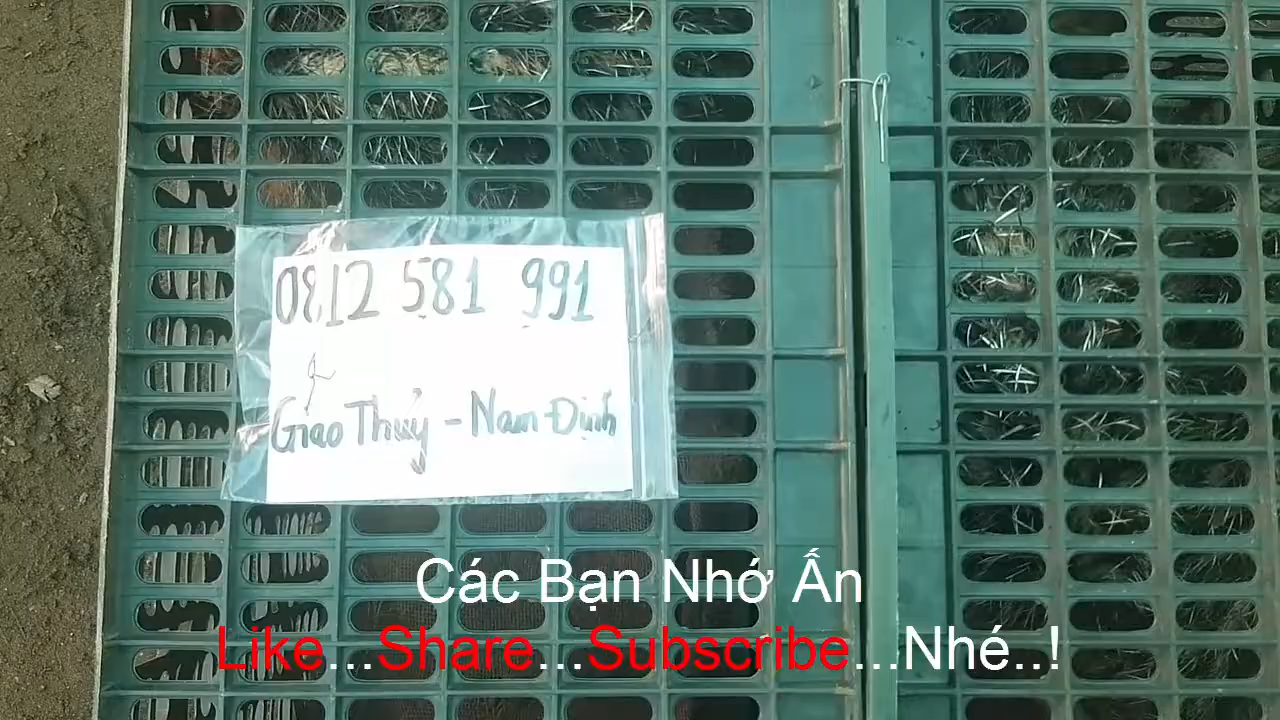 0812 581 991
Giao Thủy - Nam Định
Các Bạn Nhớ Ấn
Like...Share...Subscribe...Nhé..!